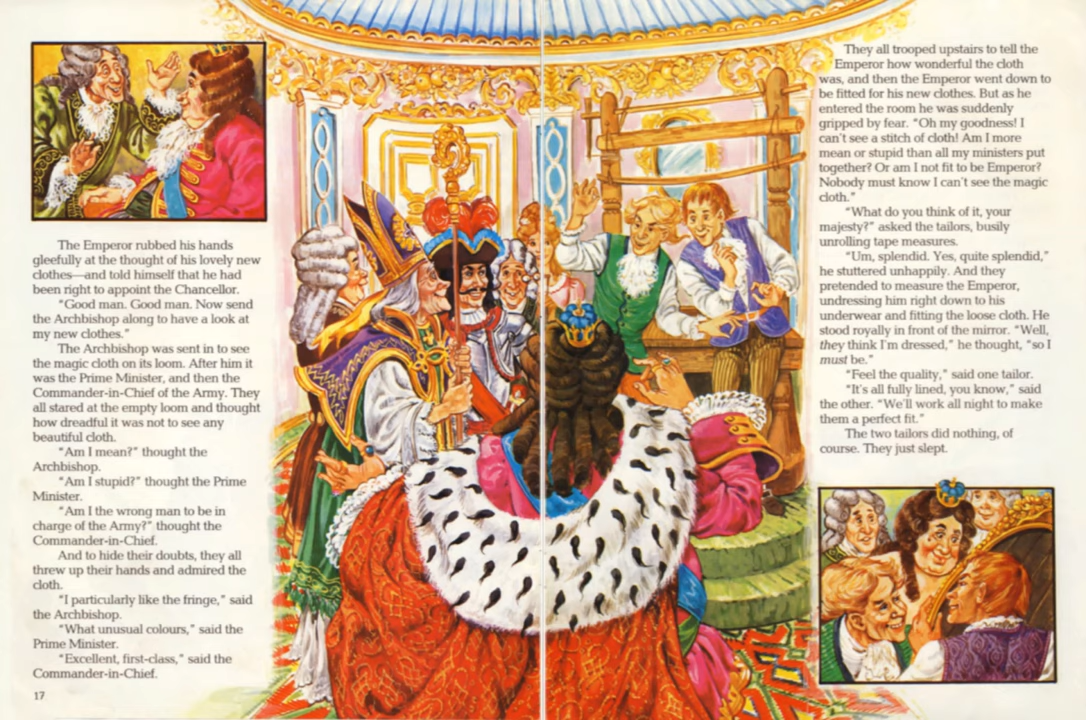 The Emperor rubbed his hands
gleefully at the thought of his lovely new
clothes—and told himself that he had
been right to appoint the Chancellor.
"Good man. Good man. Now send
the Archbishop along to have a look at
my new clothes."
The Archbishop was sent in to see
the magic cloth on its loom. After him it
was the Prime Minister, and then the
Commander-in-Chief of the Army. They
all stared at the empty loom and thought
how dreadful it was not to see any
beautiful cloth.
"Am I mean?" thought the
Archbishop.
"Am I stupid?" thought the Prime
Minister.
"Am I the wrong man to be in
charge of the Army?" thought the
Commander-in-Chief.
And to hide their doubts, they all
threw up their hands and admired the
cloth.
"I particularly like the fringe," said
the Archbishop.
"What unusual colours," said the
Prime Minister.
"Excellent, first-class," said the
Commander-in-Chief.
17
They all trooped upstairs to tell the
Emperor how wonderful the cloth
was, and then the Emperor went down to
be fitted for his new clothes. But as he
entered the room he was suddenly
gripped by fear. "Oh my goodness! I
can't see a stitch of cloth! Am I more
mean or stupid than all my ministers put
together? Or am I not fit to be Emperor?
Nobody must know I can't see the magic
cloth."
"What do you think of it, your
majesty?" asked the tailors, busily
unrolling tape measures.
"Um, splendid. Yes, quite splendid,"
he stuttered unhappily. And they
pretended to measure the Emperor,
undressing him right down to his
underwear and fitting the loose cloth. He
stood royally in front of the mirror. "Well,
they think I'm dressed," he thought, "so I
must be."
"Feel the quality," said one tailor.
"It's all fully lined, you know," said
the other. "We'll work all night to make
them a perfect fit."
The two tailors did nothing, of
course. They just slept.